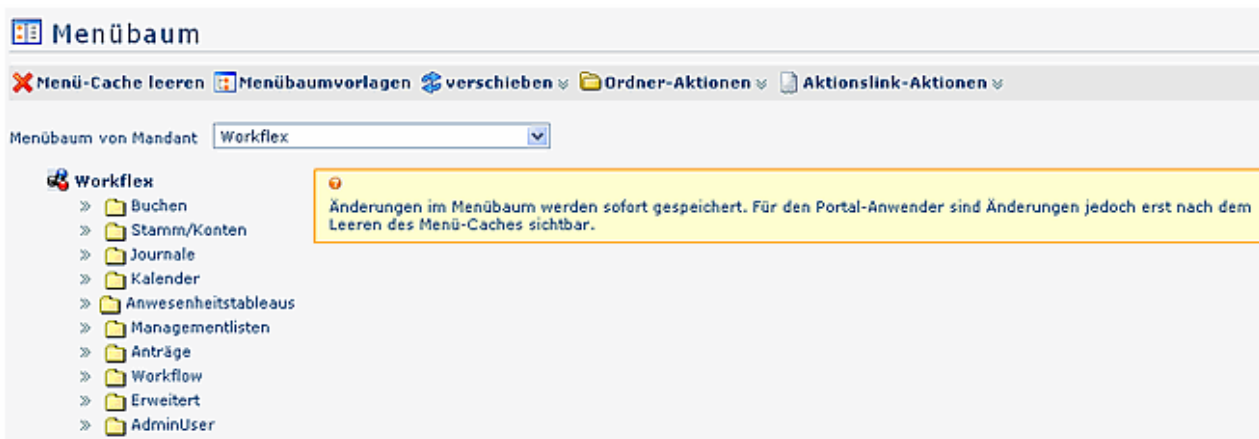 Menübaum
Menü-Cache leeren Menübaumvorlagen verschieben Ordner-Aktionen Aktionslink-Aktionen
Menübaum von Mandant Workflex
Workflex
Buchen
Stamm/Konten
Journale
Kalender
Anwesenheitstableaus
Managementlisten
Anträge
Workflow
Erweitert
AdminUser
Änderungen im Menübaum werden sofort gespeichert. Für den Portal-Anwender sind Änderungen jedoch erst nach dem
Leeren des Menü-Caches sichtbar.